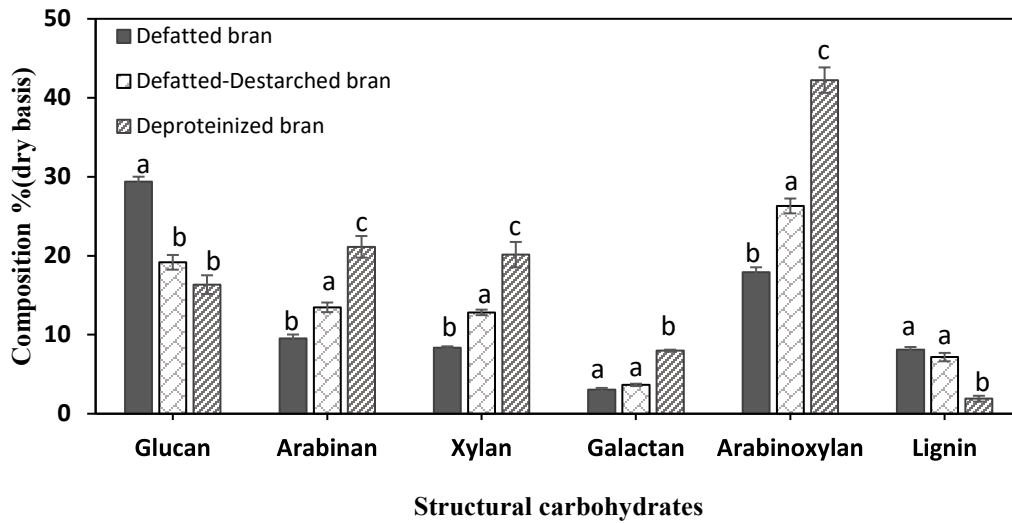 50
40
30
20
10
0
Composition %(dry basis)
Defatted bran
Defatted-Destarched bran
Deproteinized bran
a
b
b
b
a
c
b
a
c
a
a
b
b
a
c
a
a
b
Glucan
Arabinan
Xylan
Galactan
Arabinoxylan
Lignin
Structural carbohydrates